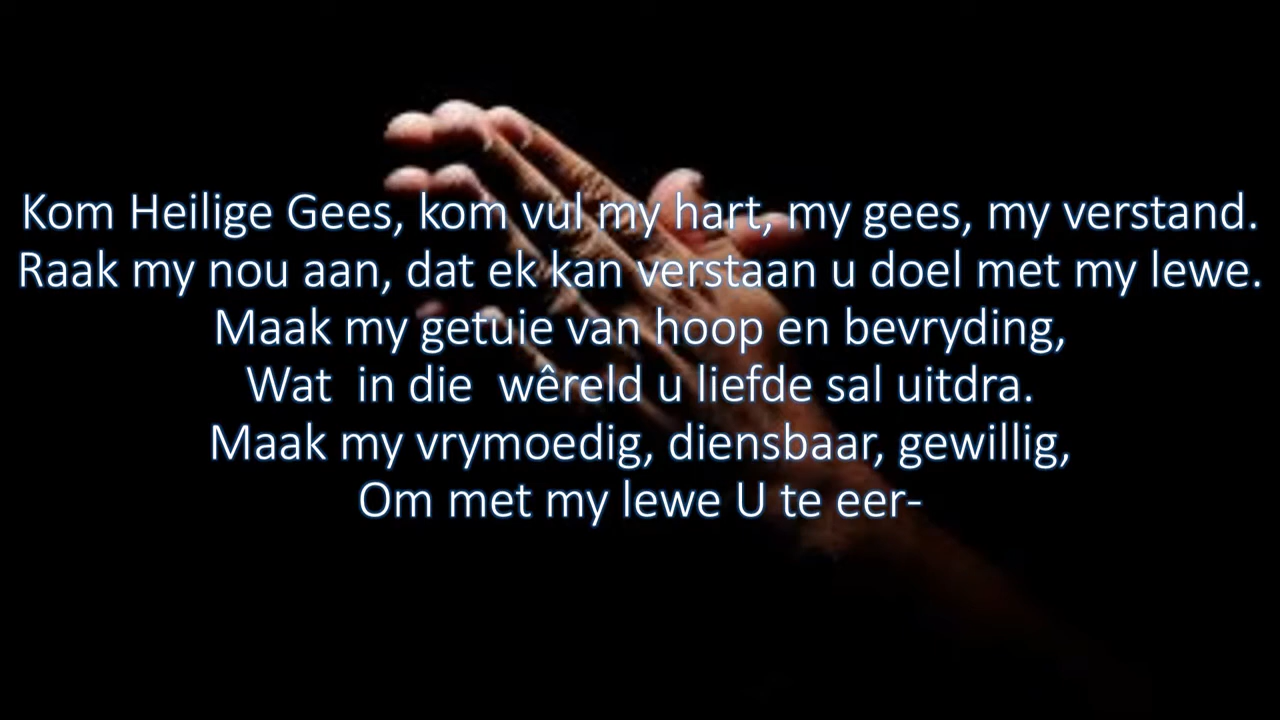 Kom Heilige Gees, kom vul my hart, my gees, my verstand.
Raak my nou aan, dat ek kan verstaan u doel met my lewe.
Maak my getuie van hoop en bevryding,
Wat  in die  wêreld u liefde sal uitdra.
Maak my vrymoedig, diensbaar, gewillig,
Om met my lewe U te eer-